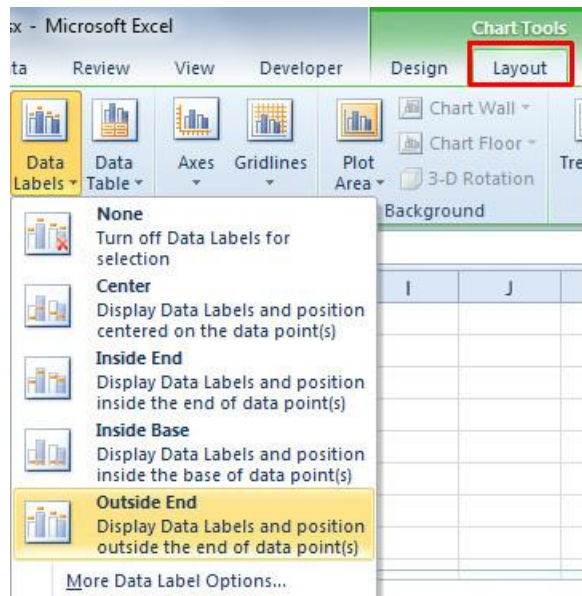 sx - Microsoft Excel Chart Tools
ta Review View Developer Design Layout
Chart Wall
Chart Floor
3-D Rotation
Data Labels
Data Table
Axes
Gridlines
Plot Area
Tre
Background
None
Turn off Data Labels for
selection
Center
Display Data Labels and position
centered on the data point(s)
Inside End
Display Data Labels and position
inside the end of data point(s)
Inside Base
Display Data Labels and position
inside the base of data point(s)
Outside End
Display Data Labels and position
outside the end of data point(s)
More Data Label Options...
I J